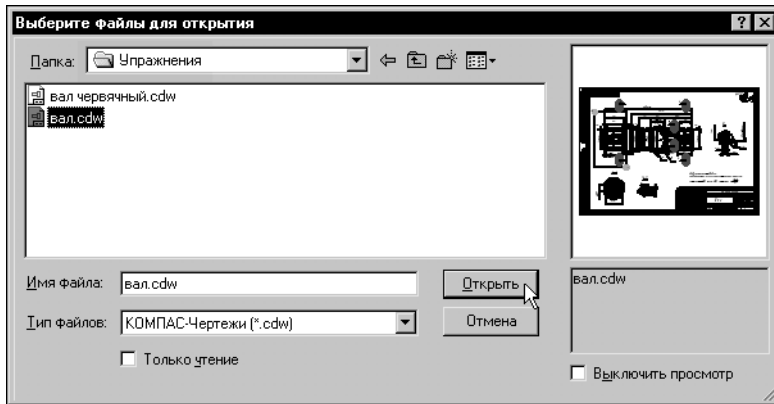 Выберите файлы для открытия
Папка: Упражнения
вал червячный.cdw
вал.cdw
Имя файла: вал.cdw Открыть
Тип файлов: КОМПАС-Чертежи (*.cdw) Отмена
Только чтение
вал.cdw
Выключить просмотр